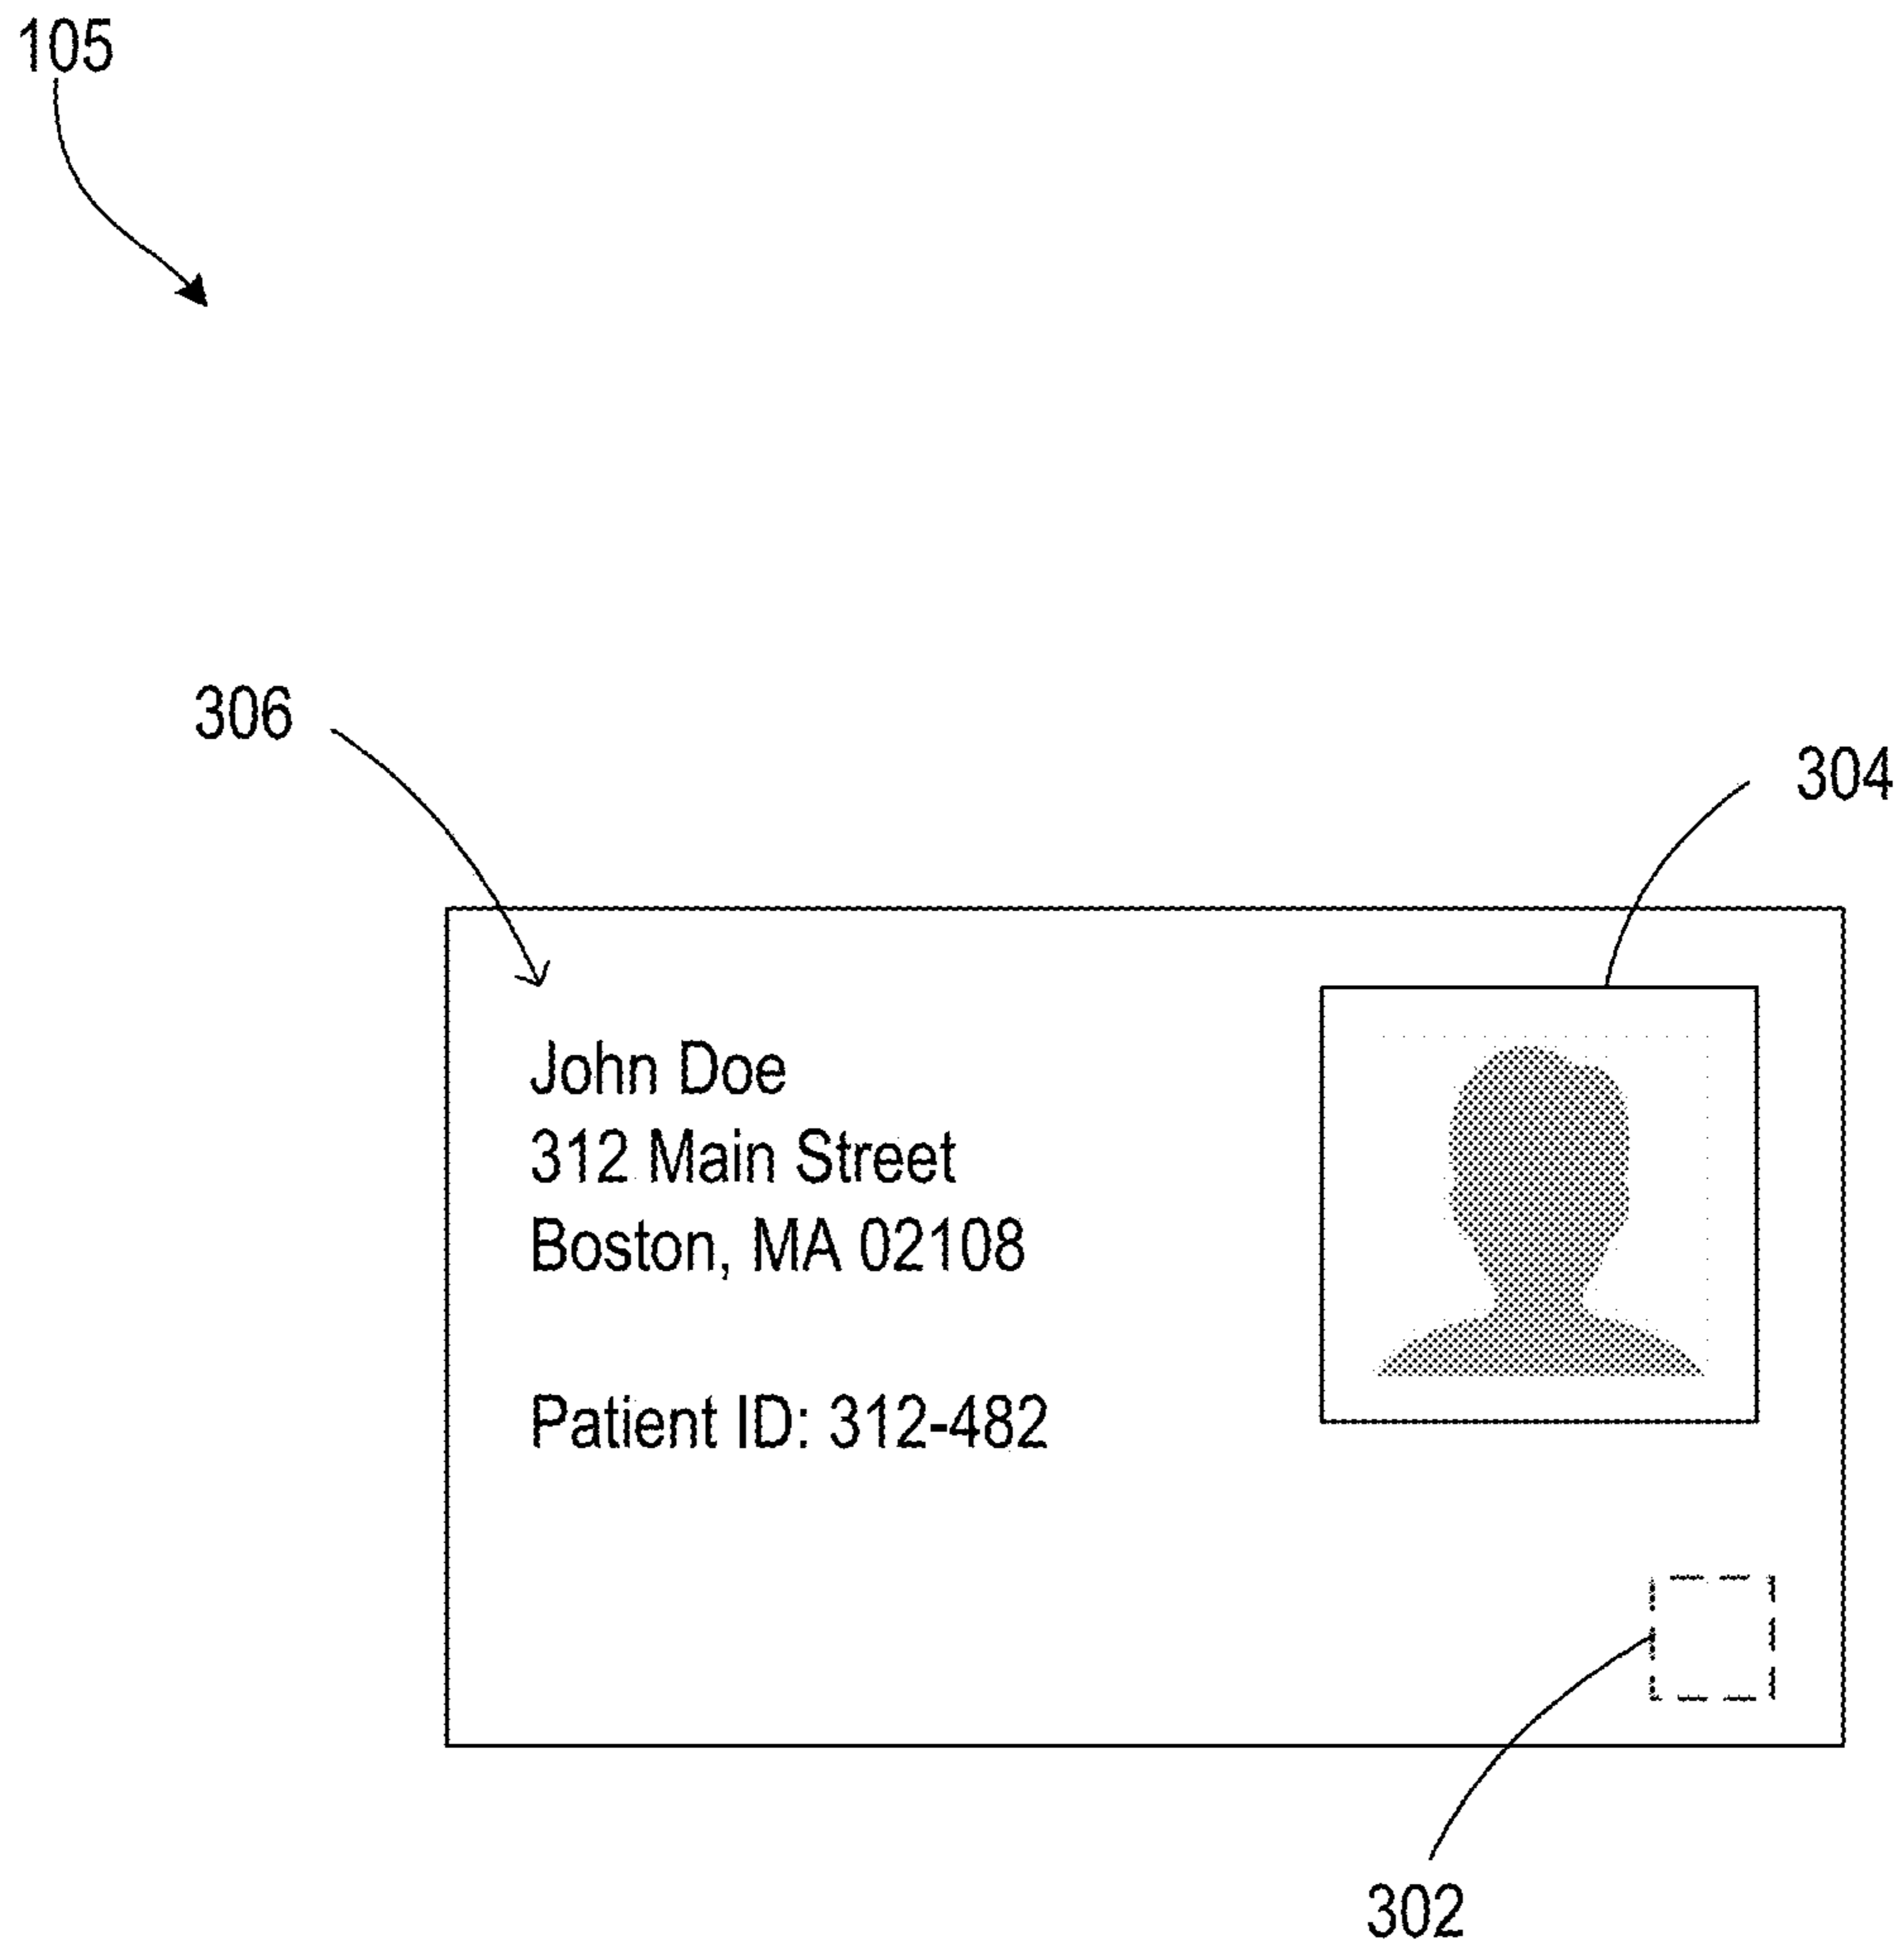 105
306
304
John Doe
312 Main Street
Boston, MA 02108
Patient ID: 312-482
302